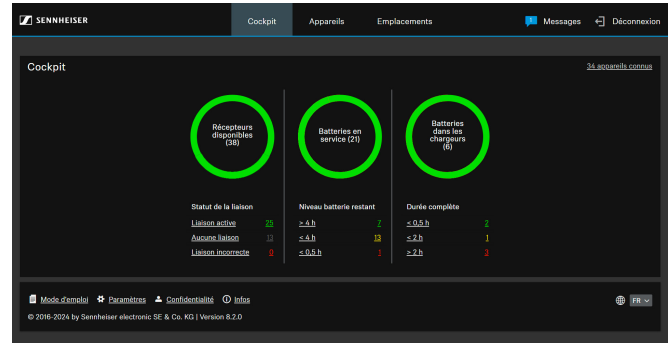 SENNHEISER
Cockpit
Appareils
Emplacements
Messages
Déconnexion
Cockpit
34 appareils connus
Récepteurs
disponibles
(38)
Batteries en
service (21)
Batteries
dans les
chargeurs
(6)
Statut de la liaison
Liaison active 25
Aucune liaison 13
Liaison incorrecte 0
Niveau batterie restant
> 4 h 7
< 4 h 13
< 0,5 h 1
Durée complète
< 0,5 h 2
< 2 h 1
> 2 h 3
Mode d'emploi Paramètres Confidentialité Infos
FR
© 2016-2024 by Sennheiser electronic SE & Co. KG | Version 8.2.0